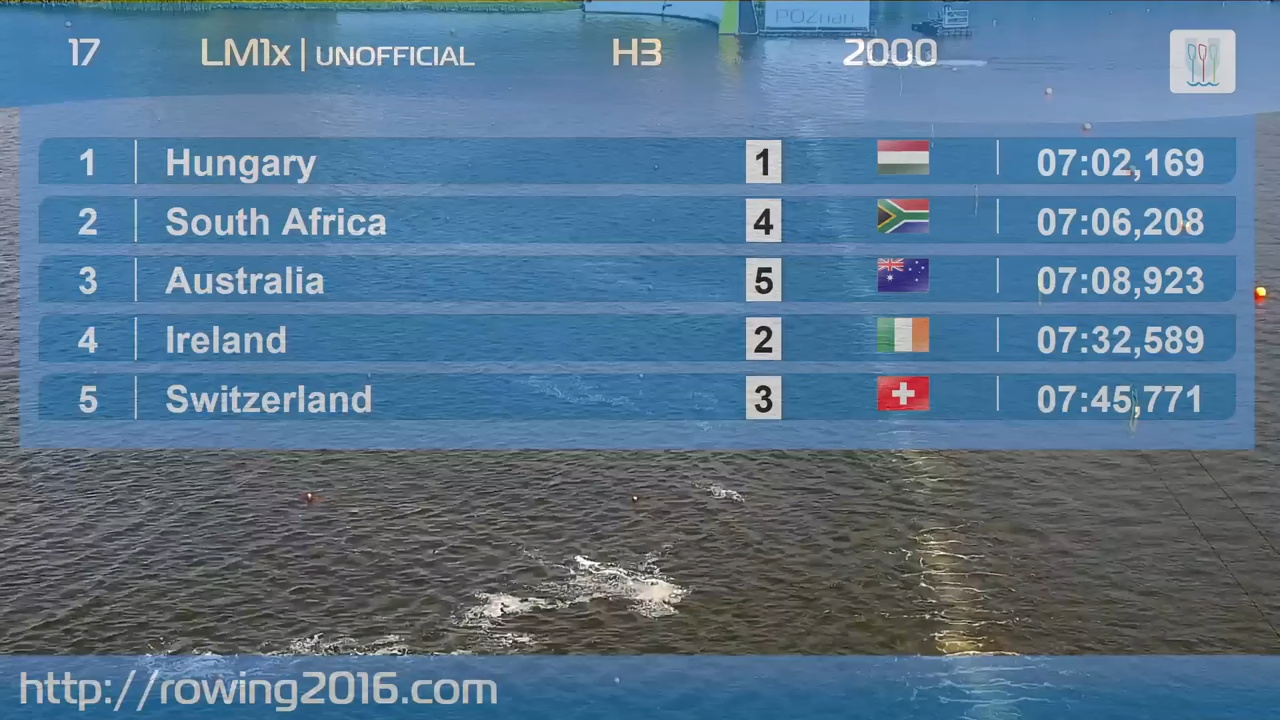 POZnan
17 LM1x | UNOFFICIAL H3 2000
1 Hungary 1 07:02,169
2 South Africa 4 07:06,208
3 Australia 5 07:08,923
4 Ireland 2 07:32,589
5 Switzerland 3 07:45,771
http://rowing2016.com